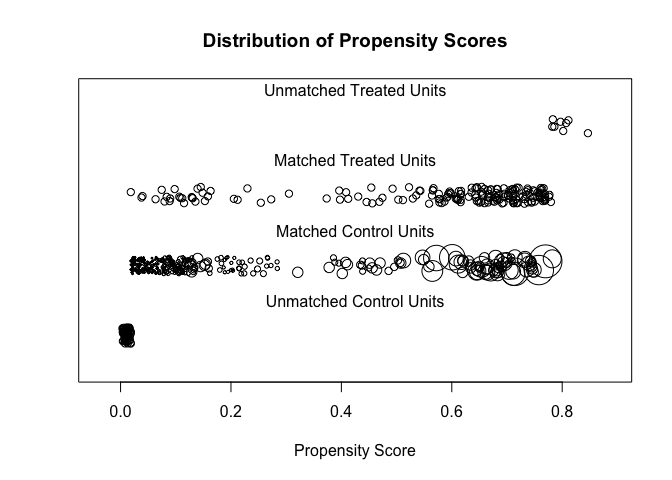 Distribution of Propensity Scores
Unmatched Treated Units
Matched Treated Units
Matched Control Units
Unmatched Control Units
0.0 0.2 0.4 0.6 0.8
Propensity Score